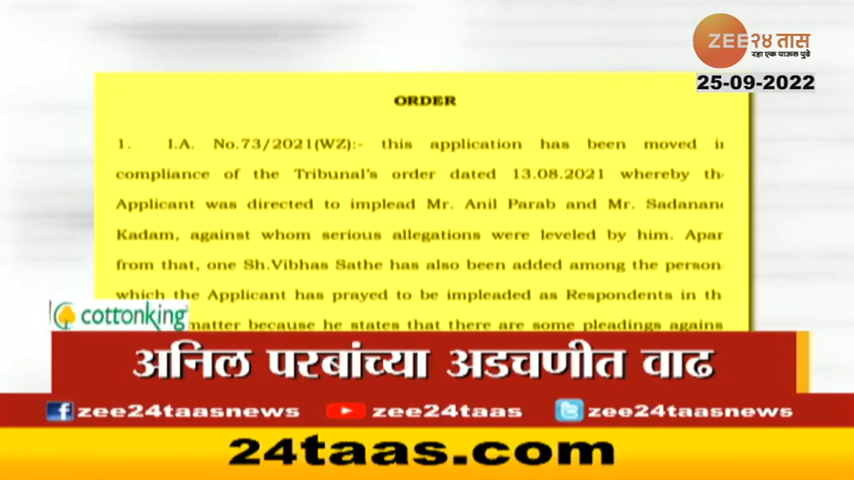 ZEE २४ तास
रहा एक पाऊल पुढे
25-09-2022
ORDER
1. I.A. No.73/2021(WZ):- this application has been moved in
compliance of the Tribunal's order dated 13.08.2021 whereby th
Applicant was directed to implead Mr. Anil Parab and Mr. Sadanand
Kadam, against whom serious allegations were leveled by him. Apar
from that, one Sh.Vibhas Sathe has also been added among the person
which the Applicant has prayed to be impleaded as Respondents in th
matter because he states that there are some pleadings agains
cottonking
अनिल परबांच्या अडचणीत वाढ
zee24taasnews zee24taas zee24taasnews
24taas.com